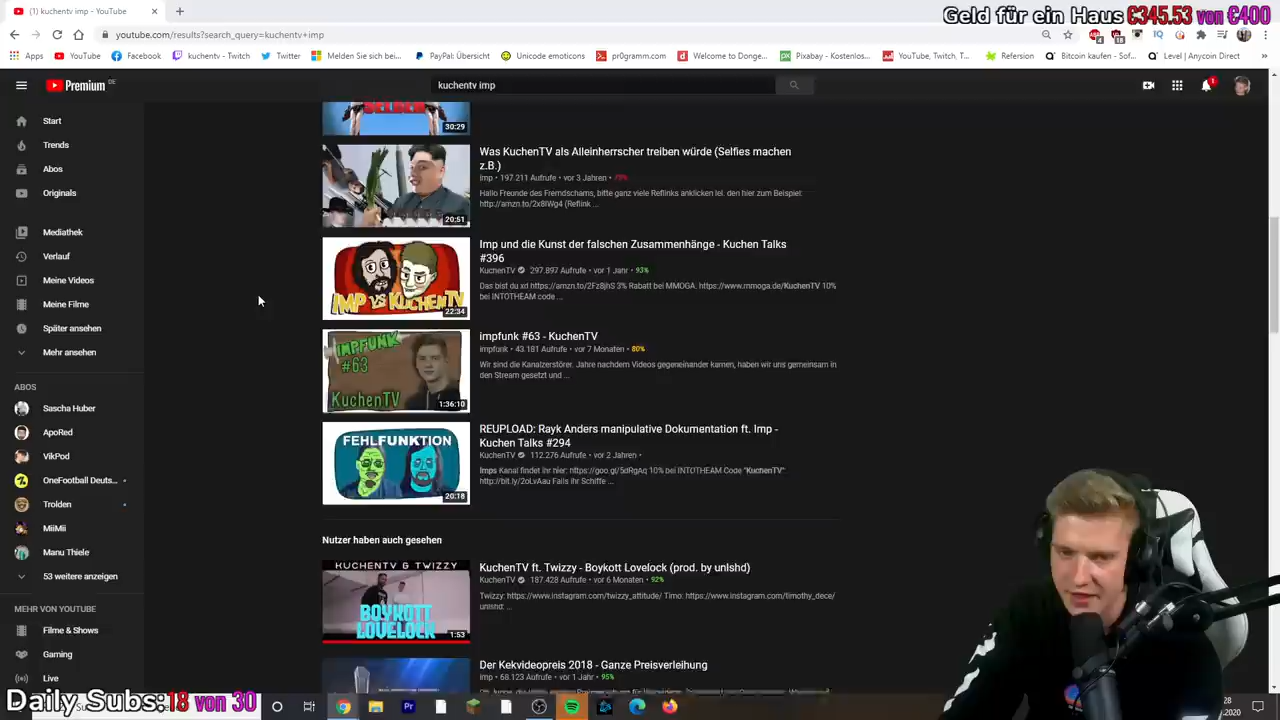 (1) kuchentv imp - YouTube
Geld für ein Haus €345.53 von €400
youtube.com/results?search_query=kuchentv+imp
Apps YouTube Facebook kuchentv - Twitch Twitter Melden Sie sich bei... PayPal Übersicht Unicode emoticons pr0gramm.com Welcome to Donge... Pixabay - Kostenlos... YouTube, Twitch, T... Refersion Bitcoin kaufen - Sof... Level | Anycoin Direct
Premium DE
kuchentv imp
1
Start
Trends
Abos
Originals
Mediathek
Verlauf
Meine Videos
Meine Filme
Später ansehen
Mehr ansehen
ABOS
Sascha Huber
ApoRed
VikPod
OneFootball Deuts...
Trolden
MiiMii
Manu Thiele
53 weitere anzeigen
MEHR VON YOUTUBE
Filme & Shows
Gaming
Live
30:29
Was KuchenTV als Alleinherrscher treiben würde (Selfies machen
z.B.)
Imp • 197.211 Aufrufe • vor 3 Jahren •
Hallo Freunde des Fremdschams, bitte ganz viele Reflinks anklicken lel. den hier zum Beispiel:
http://amzn.to/2x8IWg4 (Reflink ...
20:51
Imp und die Kunst der falschen Zusammenhänge - Kuchen Talks
#396
KuchenTV 297.897 Aufrufe • vor 1 Jahr • 93%
Das bist du xd https://amzn.to/2Fz8jhS 3% Rabatt bei MMOGA: https://www.mmoga.de/KuchenTV 10%
bei INTOTHEAM code ...
IMP VS KUCHENTV
22:34
impfunk #63 - KuchenTV
impfunk • 43.181 Aufrufe • vor 7 Monaten • 80%
Wir sind die Kanalzerstörer. Jahre nachdem Videos gegeneinander kamen, haben wir uns gemeinsam in
den Stream gesetzt und ...
IMPFUNK
#63
KuchenTV
1:36:10
REUPLOAD: Rayk Anders manipulative Dokumentation ft. Imp -
Kuchen Talks #294
KuchenTV 112.276 Aufrufe • vor 2 Jahren •
Imps Kanal findet ihr hier: https://goo.gl/5dRgAq 10% bei INTOTHEAM Code "KuchenTV"
http://bit.ly/2oLvAau Falls ihr Schiffe ...
FEHLFUNKTION
20:18
Nutzer haben auch gesehen
KuchenTV ft. Twizzy - Boykott Lovelock (prod. by unlshd)
KuchenTV 187.428 Aufrufe • vor 6 Monaten • 92%
Twizzy: https://www.instagram.com/twizzy_attitude/ Timo: https://www.instagram.com/timothy_dece/
unlshd: ...
KUCHENTV & TWIZZY
BOYKOTT
LOVELOCK
1:53
Der Kekvideopreis 2018 - Ganze Preisverleihung
Imp • 68.123 Aufrufe • vor 1 Jahr • 95%
Daily Subs: 18 von 30